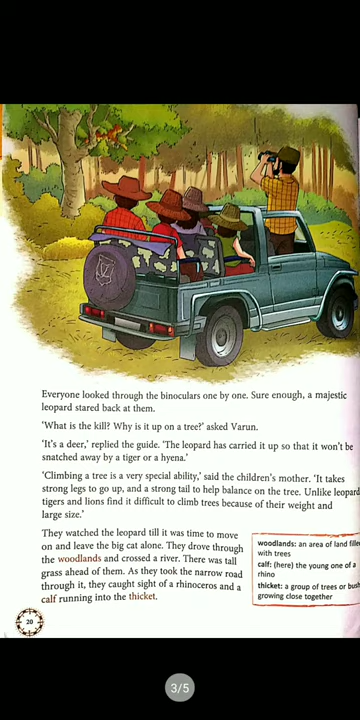 Everyone looked through the binoculars one by one. Sure enough, a majestic
leopard stared back at them.
‘What is the kill? Why is it up on a tree?’ asked Varun.
‘It’s a deer,’ replied the guide. ‘The leopard has carried it up so that it won’t be
snatched away by a tiger or a hyena.’
‘Climbing a tree is a very special ability,’ said the children’s mother. ‘It takes
strong legs to go up, and a strong tail to help balance on the tree. Unlike leopard
tigers and lions find it difficult to climb trees because of their weight and
large size.’
They watched the leopard till it was time to move
on and leave the big cat alone. They drove through
the woodlands and crossed a river. There was tall
grass ahead of them. As they took the narrow road
through it, they caught sight of a rhinoceros and a
calf running into the thicket.
woodlands: an area of land fille
with trees
calf: (here) the young one of a
rhino
thicket: a group of trees or bush
growing close together
20
3/5